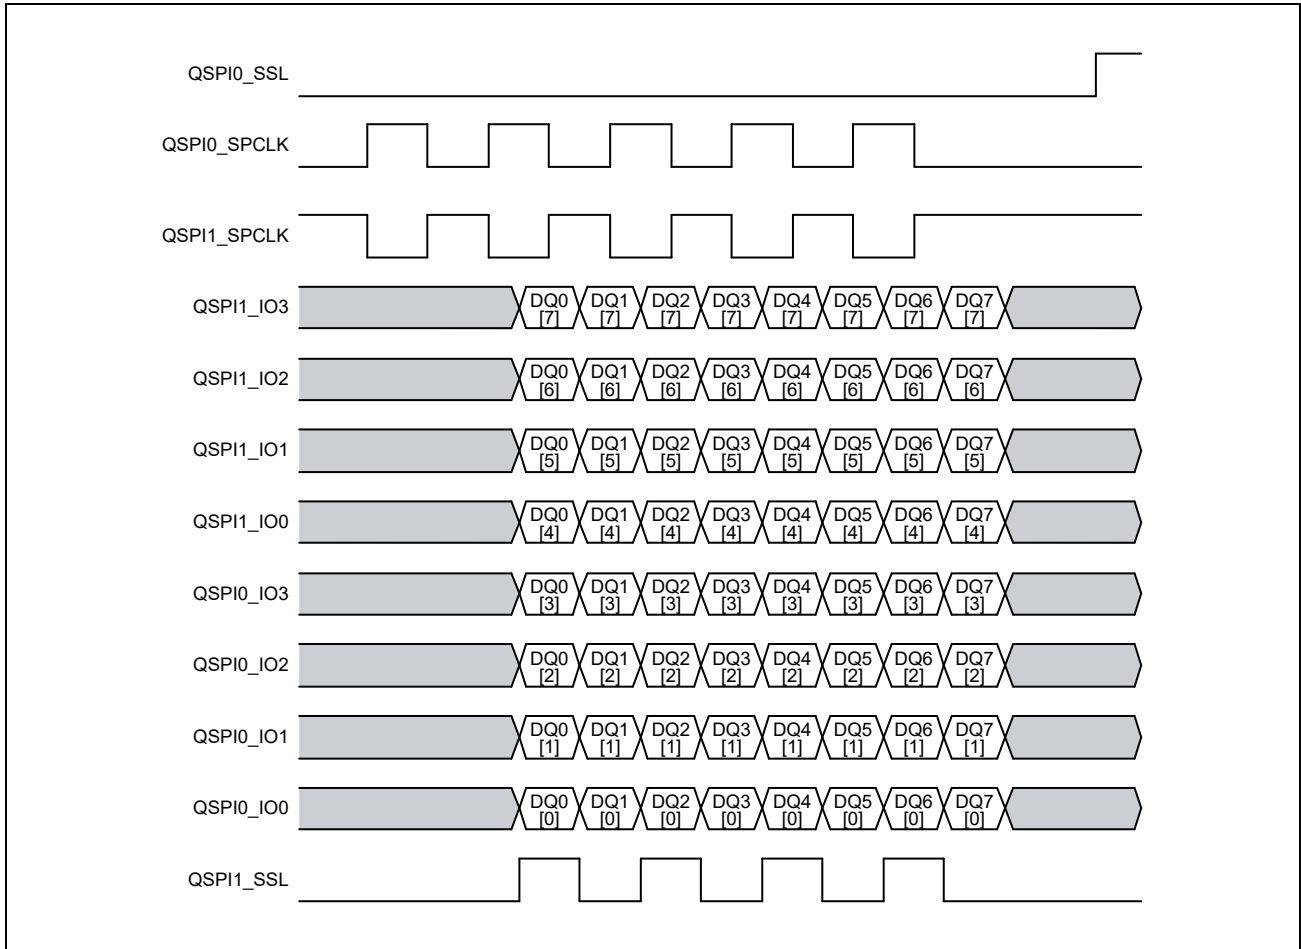 QSPI0_SSL
QSPI0_SPCLK
QSPI1_SPCLK
QSPI1_IO3
DQ0 DQ1 DQ2 DQ3 DQ4 DQ5 DQ6 DQ7
[7] [7] [7] [7] [7] [7] [7] [7]
QSPI1_IO2
DQ0 DQ1 DQ2 DQ3 DQ4 DQ5 DQ6 DQ7
[6] [6] [6] [6] [6] [6] [6] [6]
QSPI1_IO1
DQ0 DQ1 DQ2 DQ3 DQ4 DQ5 DQ6 DQ7
[5] [5] [5] [5] [5] [5] [5] [5]
QSPI1_IO0
DQ0 DQ1 DQ2 DQ3 DQ4 DQ5 DQ6 DQ7
[4] [4] [4] [4] [4] [4] [4] [4]
QSPI0_IO3
DQ0 DQ1 DQ2 DQ3 DQ4 DQ5 DQ6 DQ7
[3] [3] [3] [3] [3] [3] [3] [3]
QSPI0_IO2
DQ0 DQ1 DQ2 DQ3 DQ4 DQ5 DQ6 DQ7
[2] [2] [2] [2] [2] [2] [2] [2]
QSPI0_IO1
DQ0 DQ1 DQ2 DQ3 DQ4 DQ5 DQ6 DQ7
[1] [1] [1] [1] [1] [1] [1] [1]
QSPI0_IO0
DQ0 DQ1 DQ2 DQ3 DQ4 DQ5 DQ6 DQ7
[0] [0] [0] [0] [0] [0] [0] [0]
QSPI1_SSL